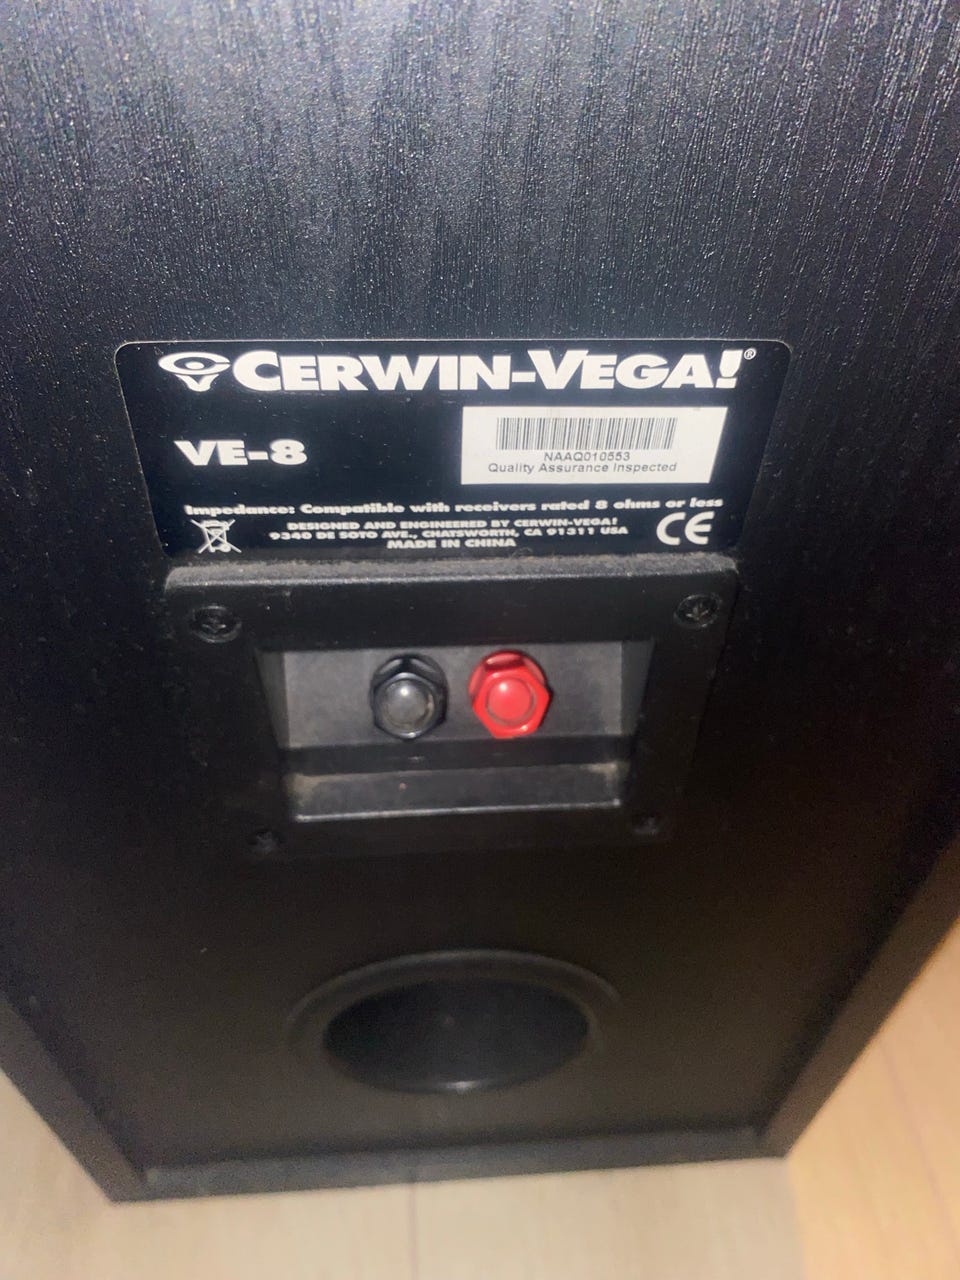 CERWIN-VEGA!®
VE-8
NAAQ010553
Quality Assurance Inspected
Impedance: Compatible with receivers rated 8 ohms or less
DESIGNED AND ENGINEERED BY CERWIN-VEGA!
9340 DE SOTO AVE., CHATSWORTH, CA 91311 USA
MADE IN CHINA
CE